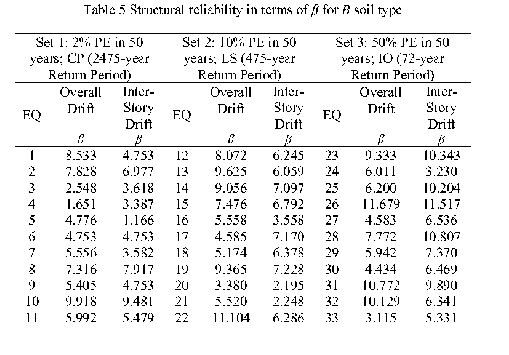 Table 5 Structural reliability in terms of β for B soil type
Set 1: 2% PE in 50 years; CP (2475-year Return Period) Set 2: 10% PE in 50 years; LS (475-year Return Period) Set 3: 50% PE in 50 years; IO (72-year Return Period)
EQ Overall Drift β Inter-Story Drift β EQ Overall Drift β Inter-Story Drift β EQ Overall Drift β Inter-Story Drift β
1 8.533 4.753 12 8.072 6.245 23 9.333 10.343
2 7.828 6.977 13 9.625 6.059 24 6.011 3.230
3 2.548 3.618 14 9.056 7.097 25 6.200 10.204
4 1.651 3.387 15 7.476 6.792 26 11.679 11.517
5 4.776 1.166 16 5.558 3.558 27 4.583 6.536
6 4.753 4.753 17 4.585 7.170 28 7.772 10.807
7 5.556 3.582 18 5.174 6.378 29 5.942 7.370
8 7.316 7.917 19 9.365 7.228 30 4.434 6.469
9 5.405 4.753 20 3.380 2.195 31 10.772 9.890
10 9.918 9.481 21 5.520 2.248 32 10.129 6.341
11 5.992 5.479 22 11.104 6.286 33 3.115 5.331